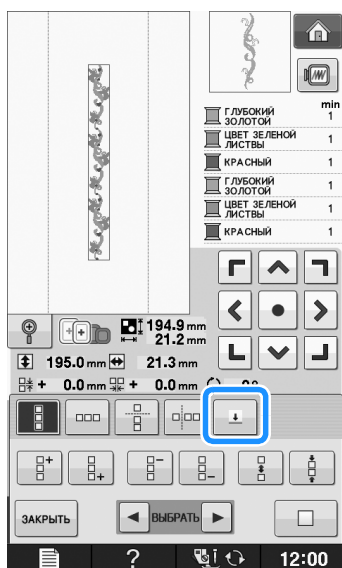 min
ГЛУБОКИЙ
ЗОЛОТОЙ
1
ЦВЕТ ЗЕЛЕНОЙ
ЛИСТВЫ
1
КРАСНЫЙ
1
ГЛУБОКИЙ
ЗОЛОТОЙ
1
ЦВЕТ ЗЕЛЕНОЙ
ЛИСТВЫ
1
КРАСНЫЙ
1
194.9 mm
21.2 mm
195.0 mm 21.3 mm
+ 0.0 mm + 0.0 mm
ЗАКРЫТЬ
ВЫБРАТЬ
? 12:00